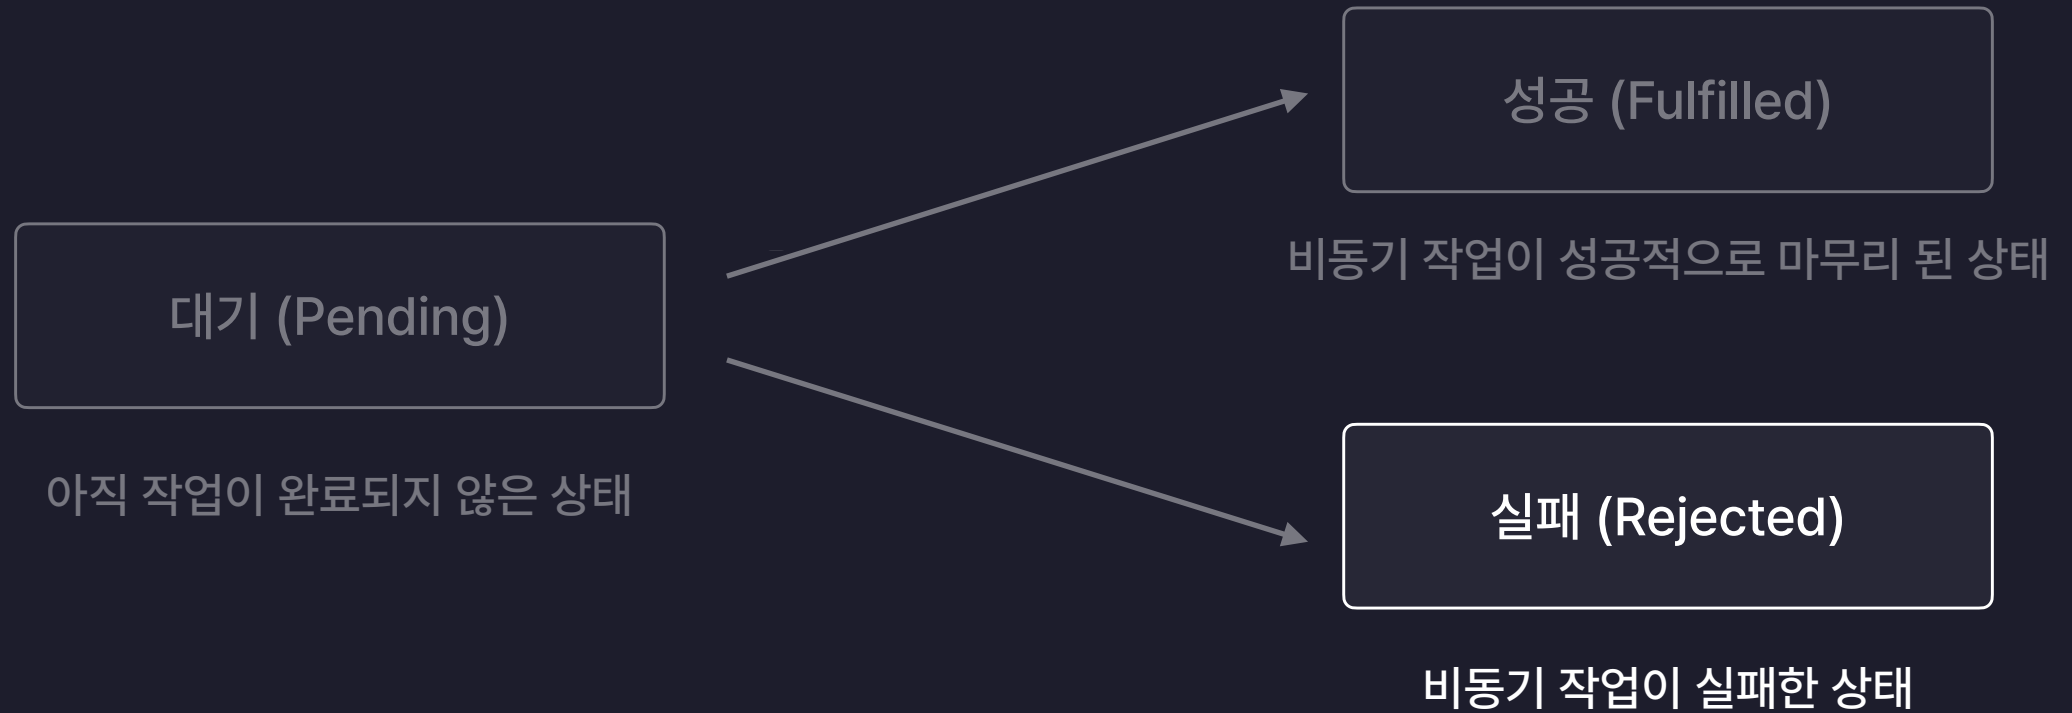 성공 (Fulfilled)
비동기 작업이 성공적으로 마무리 된 상태
대기 (Pending)
아직 작업이 완료되지 않은 상태
실패 (Rejected)
비동기 작업이 실패한 상태